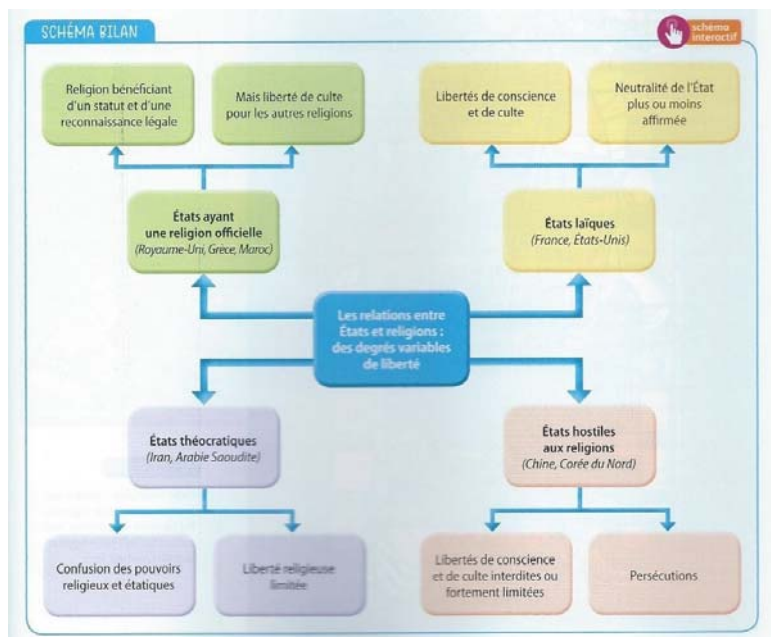 SCHÉMA BILAN
schéma
interactif
Religion bénéficiant
d'un statut et d'une
reconnaissance légale
Mais liberté de culte
pour les autres religions
Libertés de conscience
et de culte
Neutralité de l'État
plus ou moins
affirmée
États ayant
une religion officielle
(Royaume-Uni, Grèce, Maroc)
États laïques
(France, États-Unis)
Les relations entre
États et religions :
des degrés variables
de liberté
États théocratiques
(Iran, Arabie Saoudite)
États hostiles
aux religions
(Chine, Corée du Nord)
Confusion des pouvoirs
religieux et étatiques
Liberté religieuse
limitée
Libertés de conscience
et de culte interdites ou
fortement limitées
Persécutions